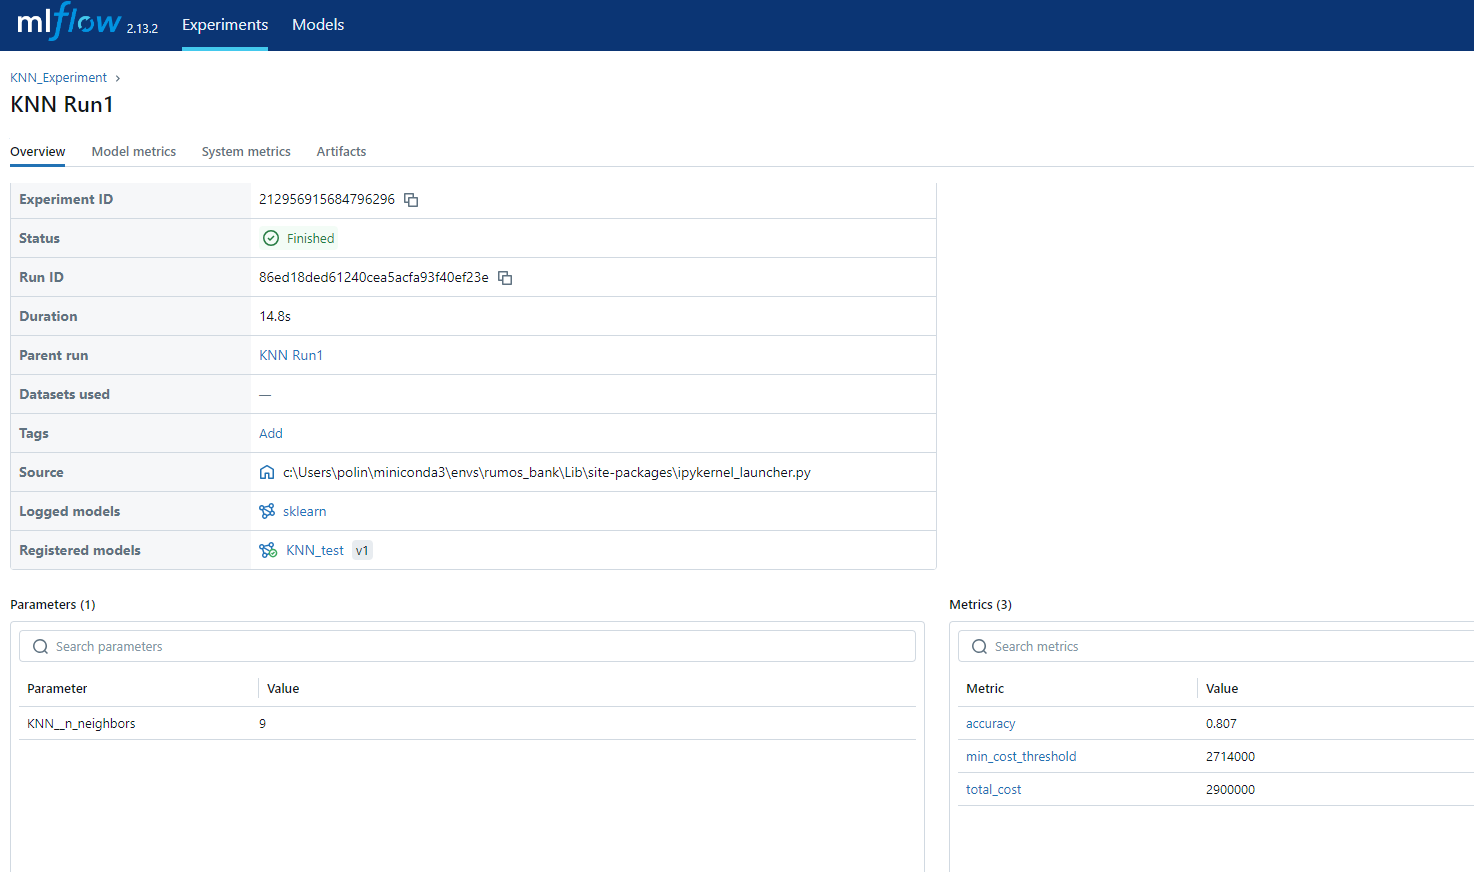 mlflow 2.13.2 Experiments Models
KNN_Experiment ›
KNN Run1
Overview Model metrics System metrics Artifacts
Experiment ID 212956915684796296
Status Finished
Run ID 86ed18ded61240cea5acfa93f40ef23e
Duration 14.8s
Parent run KNN Run1
Datasets used —
Tags Add
Source c:\Users\polin\miniconda3\envs\rumos_bank\Lib\site-packages\ipykernel_launcher.py
Logged models sklearn
Registered models KNN_test v1
Parameters (1)
Search parameters
Parameter Value
KNN__n_neighbors 9
Metrics (3)
Search metrics
Metric Value
accuracy 0.807
min_cost_threshold 2714000
total_cost 2900000